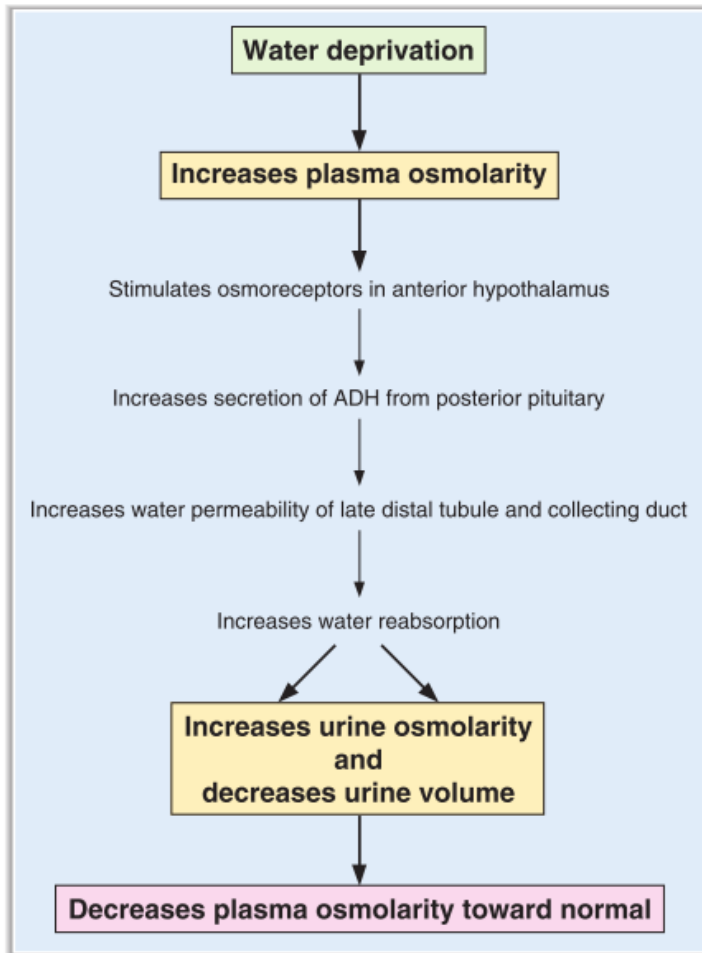 Water deprivation
Increases plasma osmolarity
Stimulates osmoreceptors in anterior hypothalamus
Increases secretion of ADH from posterior pituitary
Increases water permeability of late distal tubule and collecting duct
Increases water reabsorption
Increases urine osmolarity
and
decreases urine volume
Decreases plasma osmolarity toward normal